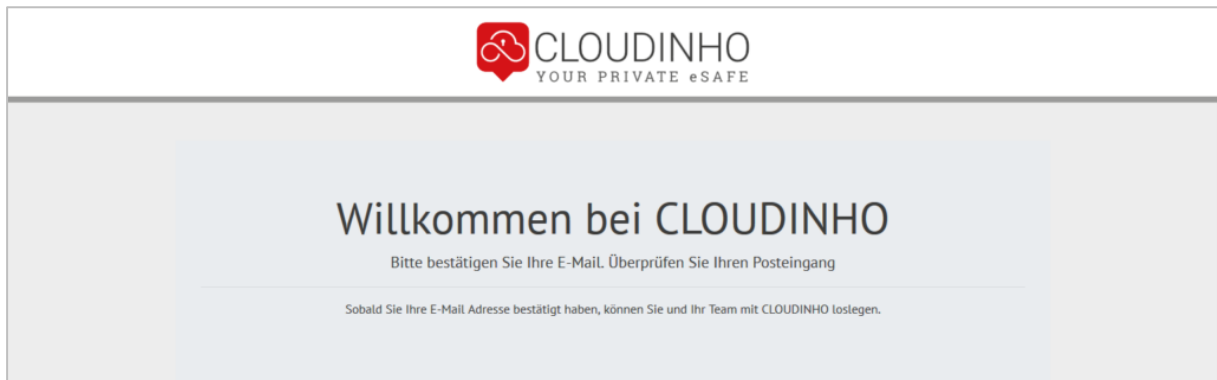 CLOUDINHO
YOUR PRIVATE eSAFE
Willkommen bei CLOUDINHO
Bitte bestätigen Sie Ihre E-Mail. Überprüfen Sie Ihren Posteingang
Sobald Sie Ihre E-Mail Adresse bestätigt haben, können Sie und Ihr Team mit CLOUDINHO loslegen.